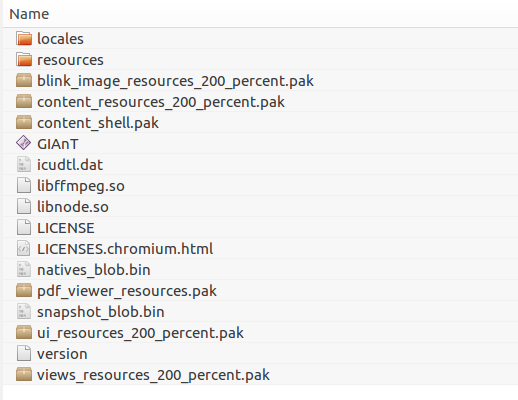 Name
locales
resources
blink_image_resources_200_percent.pak
content_resources_200_percent.pak
content_shell.pak
GIAnT
icudtl.dat
libffmpeg.so
libnode.so
LICENSE
LICENSES.chromium.html
natives_blob.bin
pdf_viewer_resources.pak
snapshot_blob.bin
ui_resources_200_percent.pak
version
views_resources_200_percent.pak